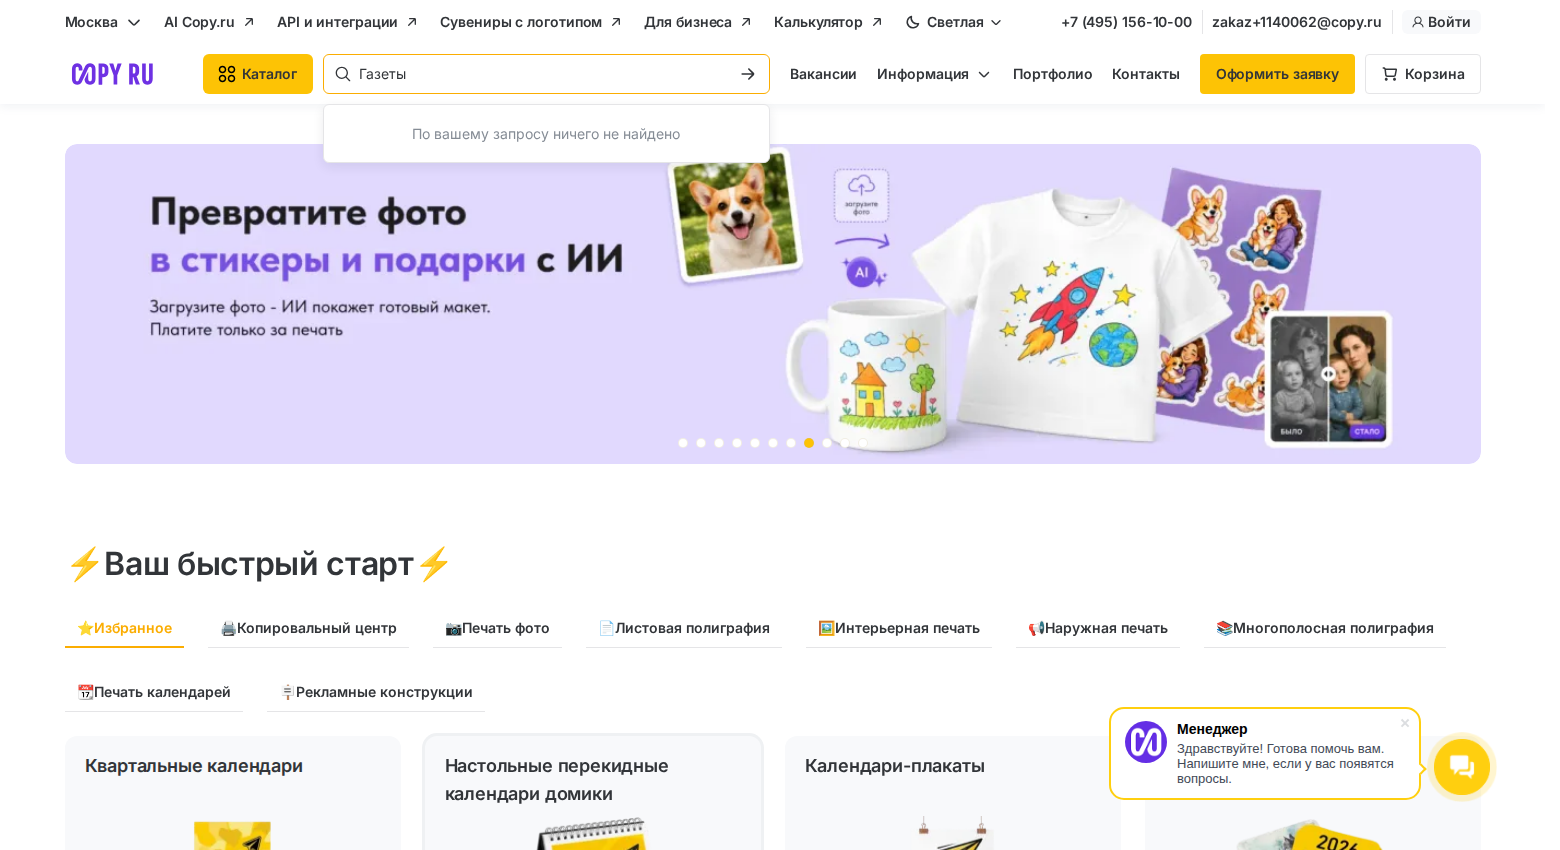 Москва
AI Copy.ru
API и интеграции
Сувениры с логотипом
Для бизнеса
Калькулятор
Светлая
+7 (495) 156-10-00
zakaz+1140062@copy.ru
Войти
COPY RU
Каталог
Газеты
Вакансии
Информация
Портфолио
Контакты
Оформить заявку
Корзина
По вашему запросу ничего не найдено
Превратите фото
в стикеры и подарки с ИИ
Загрузите фото - ИИ покажет готовый макет.
Платите только за печать
загрузите
фото
AI
БЫЛО
СТАЛО
⚡Ваш быстрый старт⚡
⭐Избранное
🖨️Копировальный центр
📷Печать фото
📄Листовая полиграфия
🖼️Интерьерная печать
📢Наружная печать
📚Многополосная полиграфия
📆Печать календарей
🪧Рекламные конструкции
Квартальные календари
Настольные перекидные
календари домики
Календари-плакаты
2026
Менеджер
Здравствуйте! Готова помочь вам.
Напишите мне, если у вас появятся
вопросы.